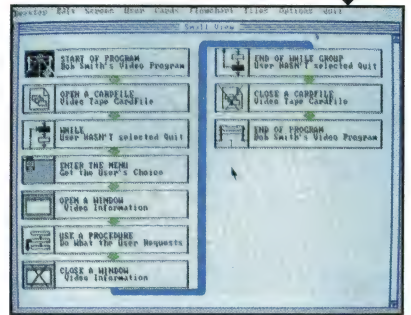 Develop Edit Screen User Cards Flowchart Files Options Quit
Small View
START OF PROGRAM
Bob Smith's Video Program
OPEN A CARDFILE
Video Tape CardFile
WHILE
User HASN'T selected Quit
ENTER THE MENU
Get the User's Choice
OPEN A WINDOW
Video Information
USE A PROCEDURE
Do What the User Requests
CLOSE A WINDOW
Video Information
END OF WHILE GROUP
User HASN'T selected Quit
CLOSE A CARDFILE
Video Tape CardFile
END OF PROGRAM
Bob Smith's Video Program